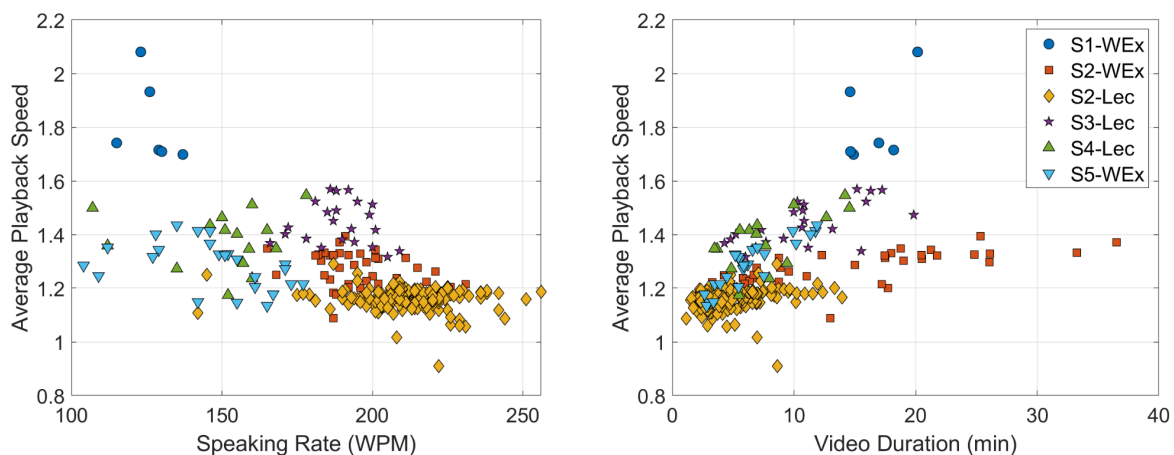 2.2
2
1.8
1.6
1.4
1.2
1
0.8
Average Playback Speed
100
150
200
250
Speaking Rate (WPM)
2.2
2
1.8
1.6
1.4
1.2
1
0.8
Average Playback Speed
0
10
20
30
40
Video Duration (min)
S1-WEx
S2-WEx
S2-Lec
S3-Lec
S4-Lec
S5-WEx